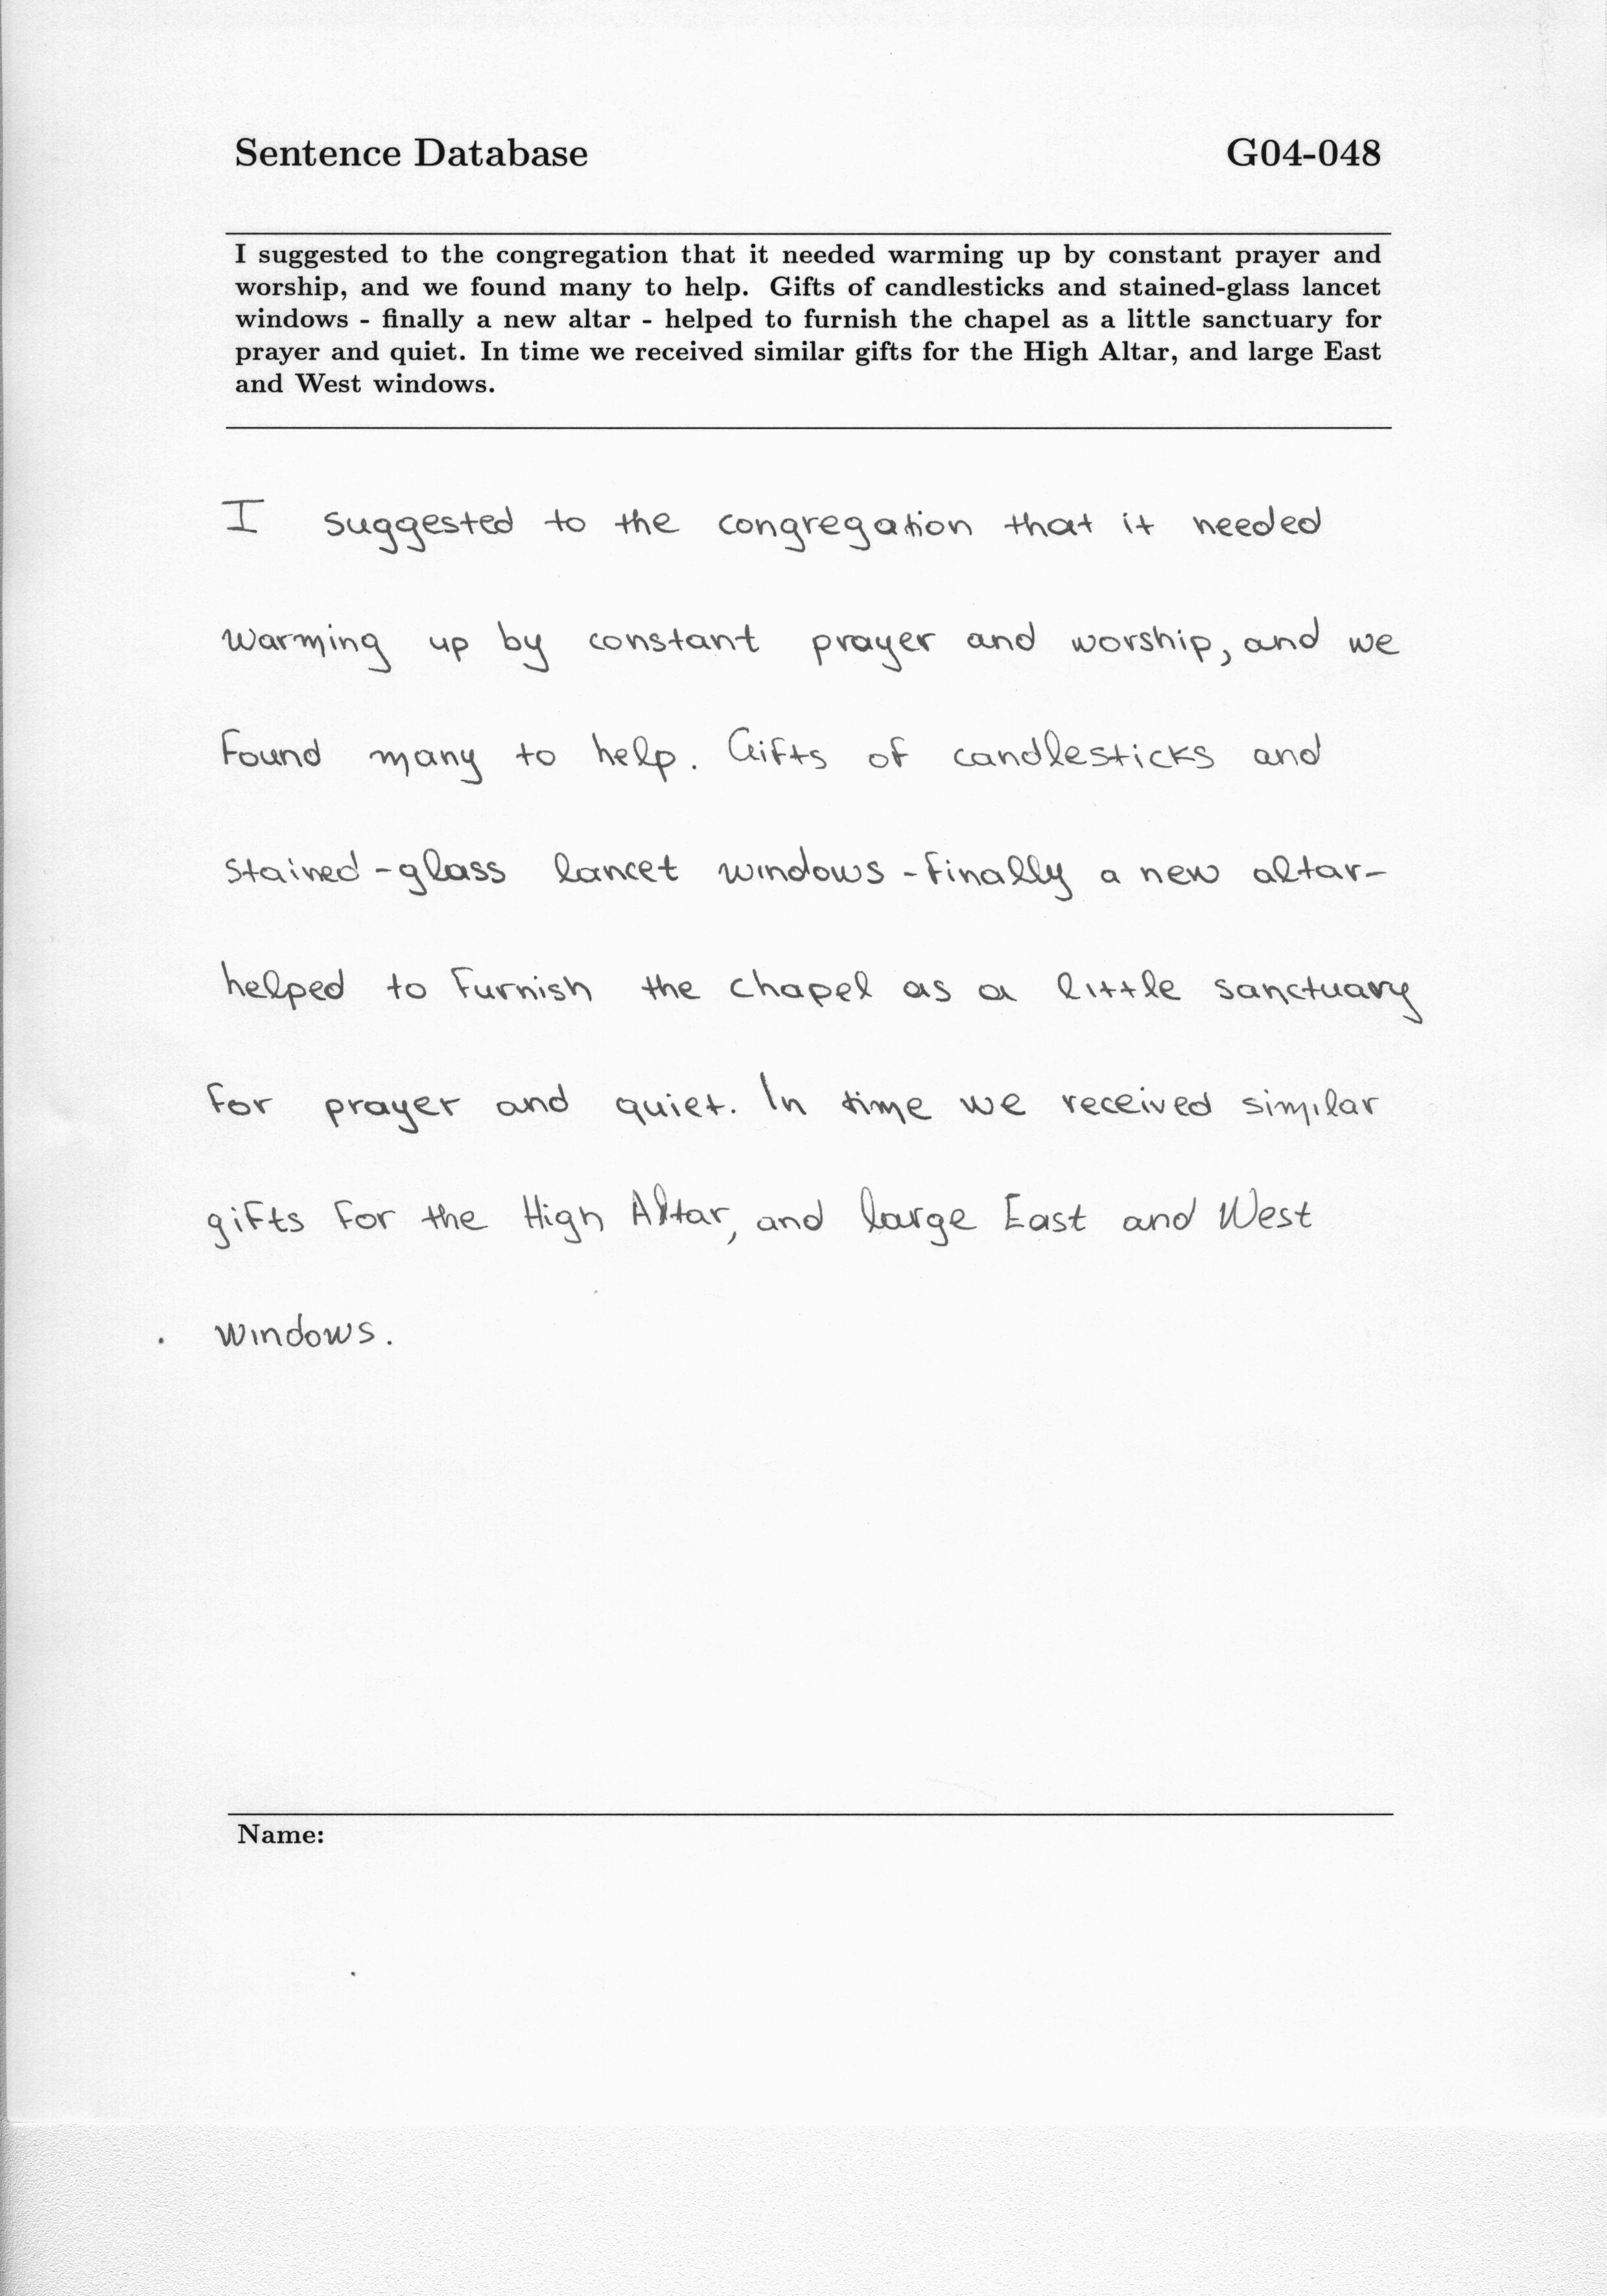 Sentence Database G04-048
I suggested to the congregation that it needed warming up by constant prayer and
worship, and we found many to help. Gifts of candlesticks and stained-glass lancet
windows - finally a new altar - helped to furnish the chapel as a little sanctuary for
prayer and quiet. In time we received similar gifts for the High Altar, and large East
and West windows.
I suggested to the congregation that it needed
warming up by constant prayer and worship, and we
found many to help. Gifts of candlesticks and
stained-glass lancet windows - finally a new altar -
helped to furnish the chapel as a little sanctuary
for prayer and quiet. In time we received similar
gifts for the High Altar, and large East and West
windows.
Name: